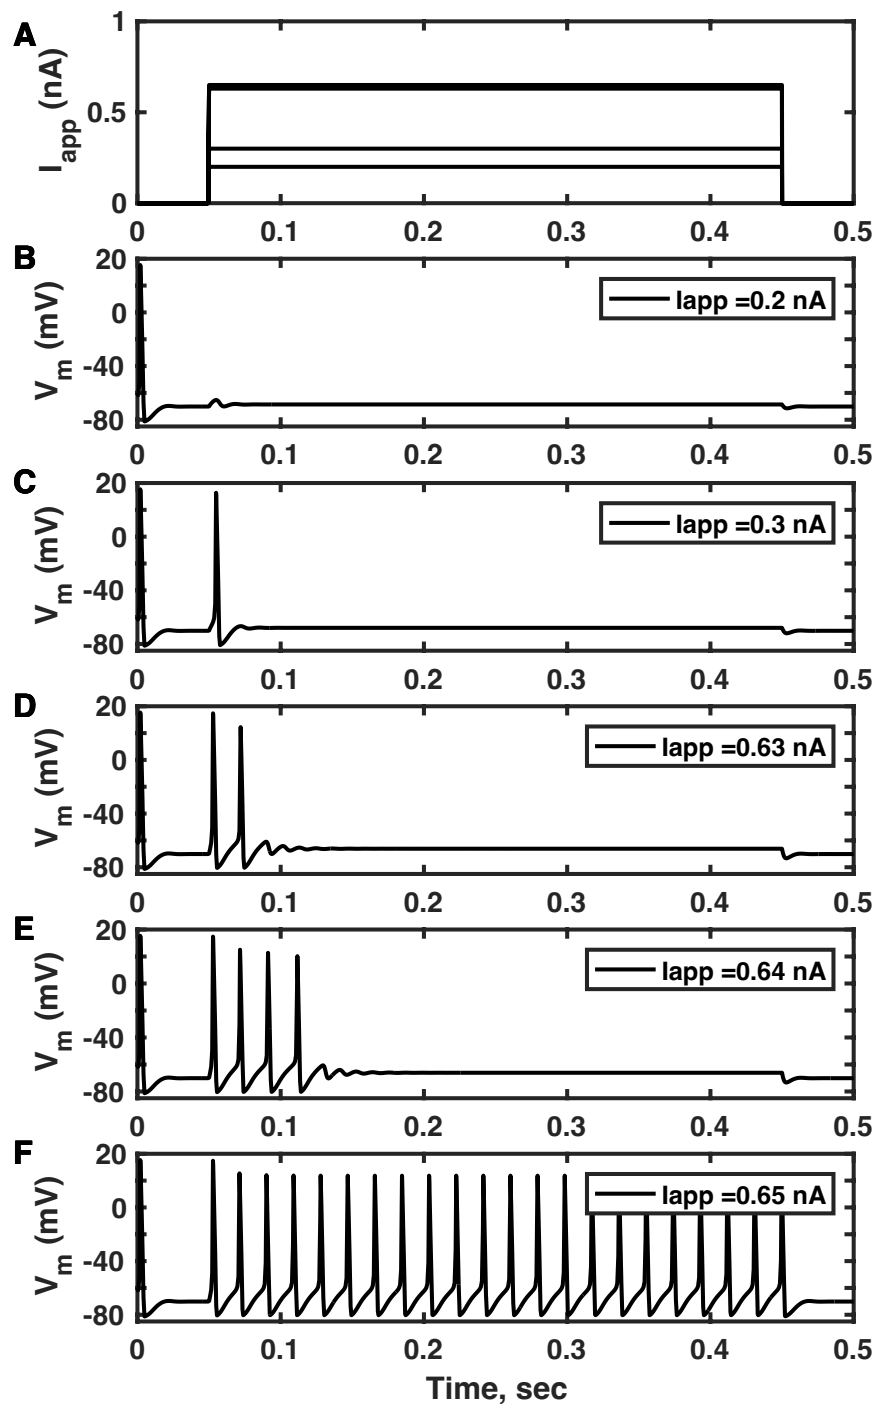 A
1
0.5
0
I_app (nA)
0 0.1 0.2 0.3 0.4 0.5
B
20
0
-40
-80
V_m (mV)
Iapp =0.2 nA
0 0.1 0.2 0.3 0.4 0.5
C
20
0
-40
-80
V_m (mV)
Iapp =0.3 nA
0 0.1 0.2 0.3 0.4 0.5
D
20
0
-40
-80
V_m (mV)
Iapp =0.63 nA
0 0.1 0.2 0.3 0.4 0.5
E
20
0
-40
-80
V_m (mV)
Iapp =0.64 nA
0 0.1 0.2 0.3 0.4 0.5
F
20
0
-40
-80
V_m (mV)
Iapp =0.65 nA
0 0.1 0.2 0.3 0.4 0.5
Time, sec